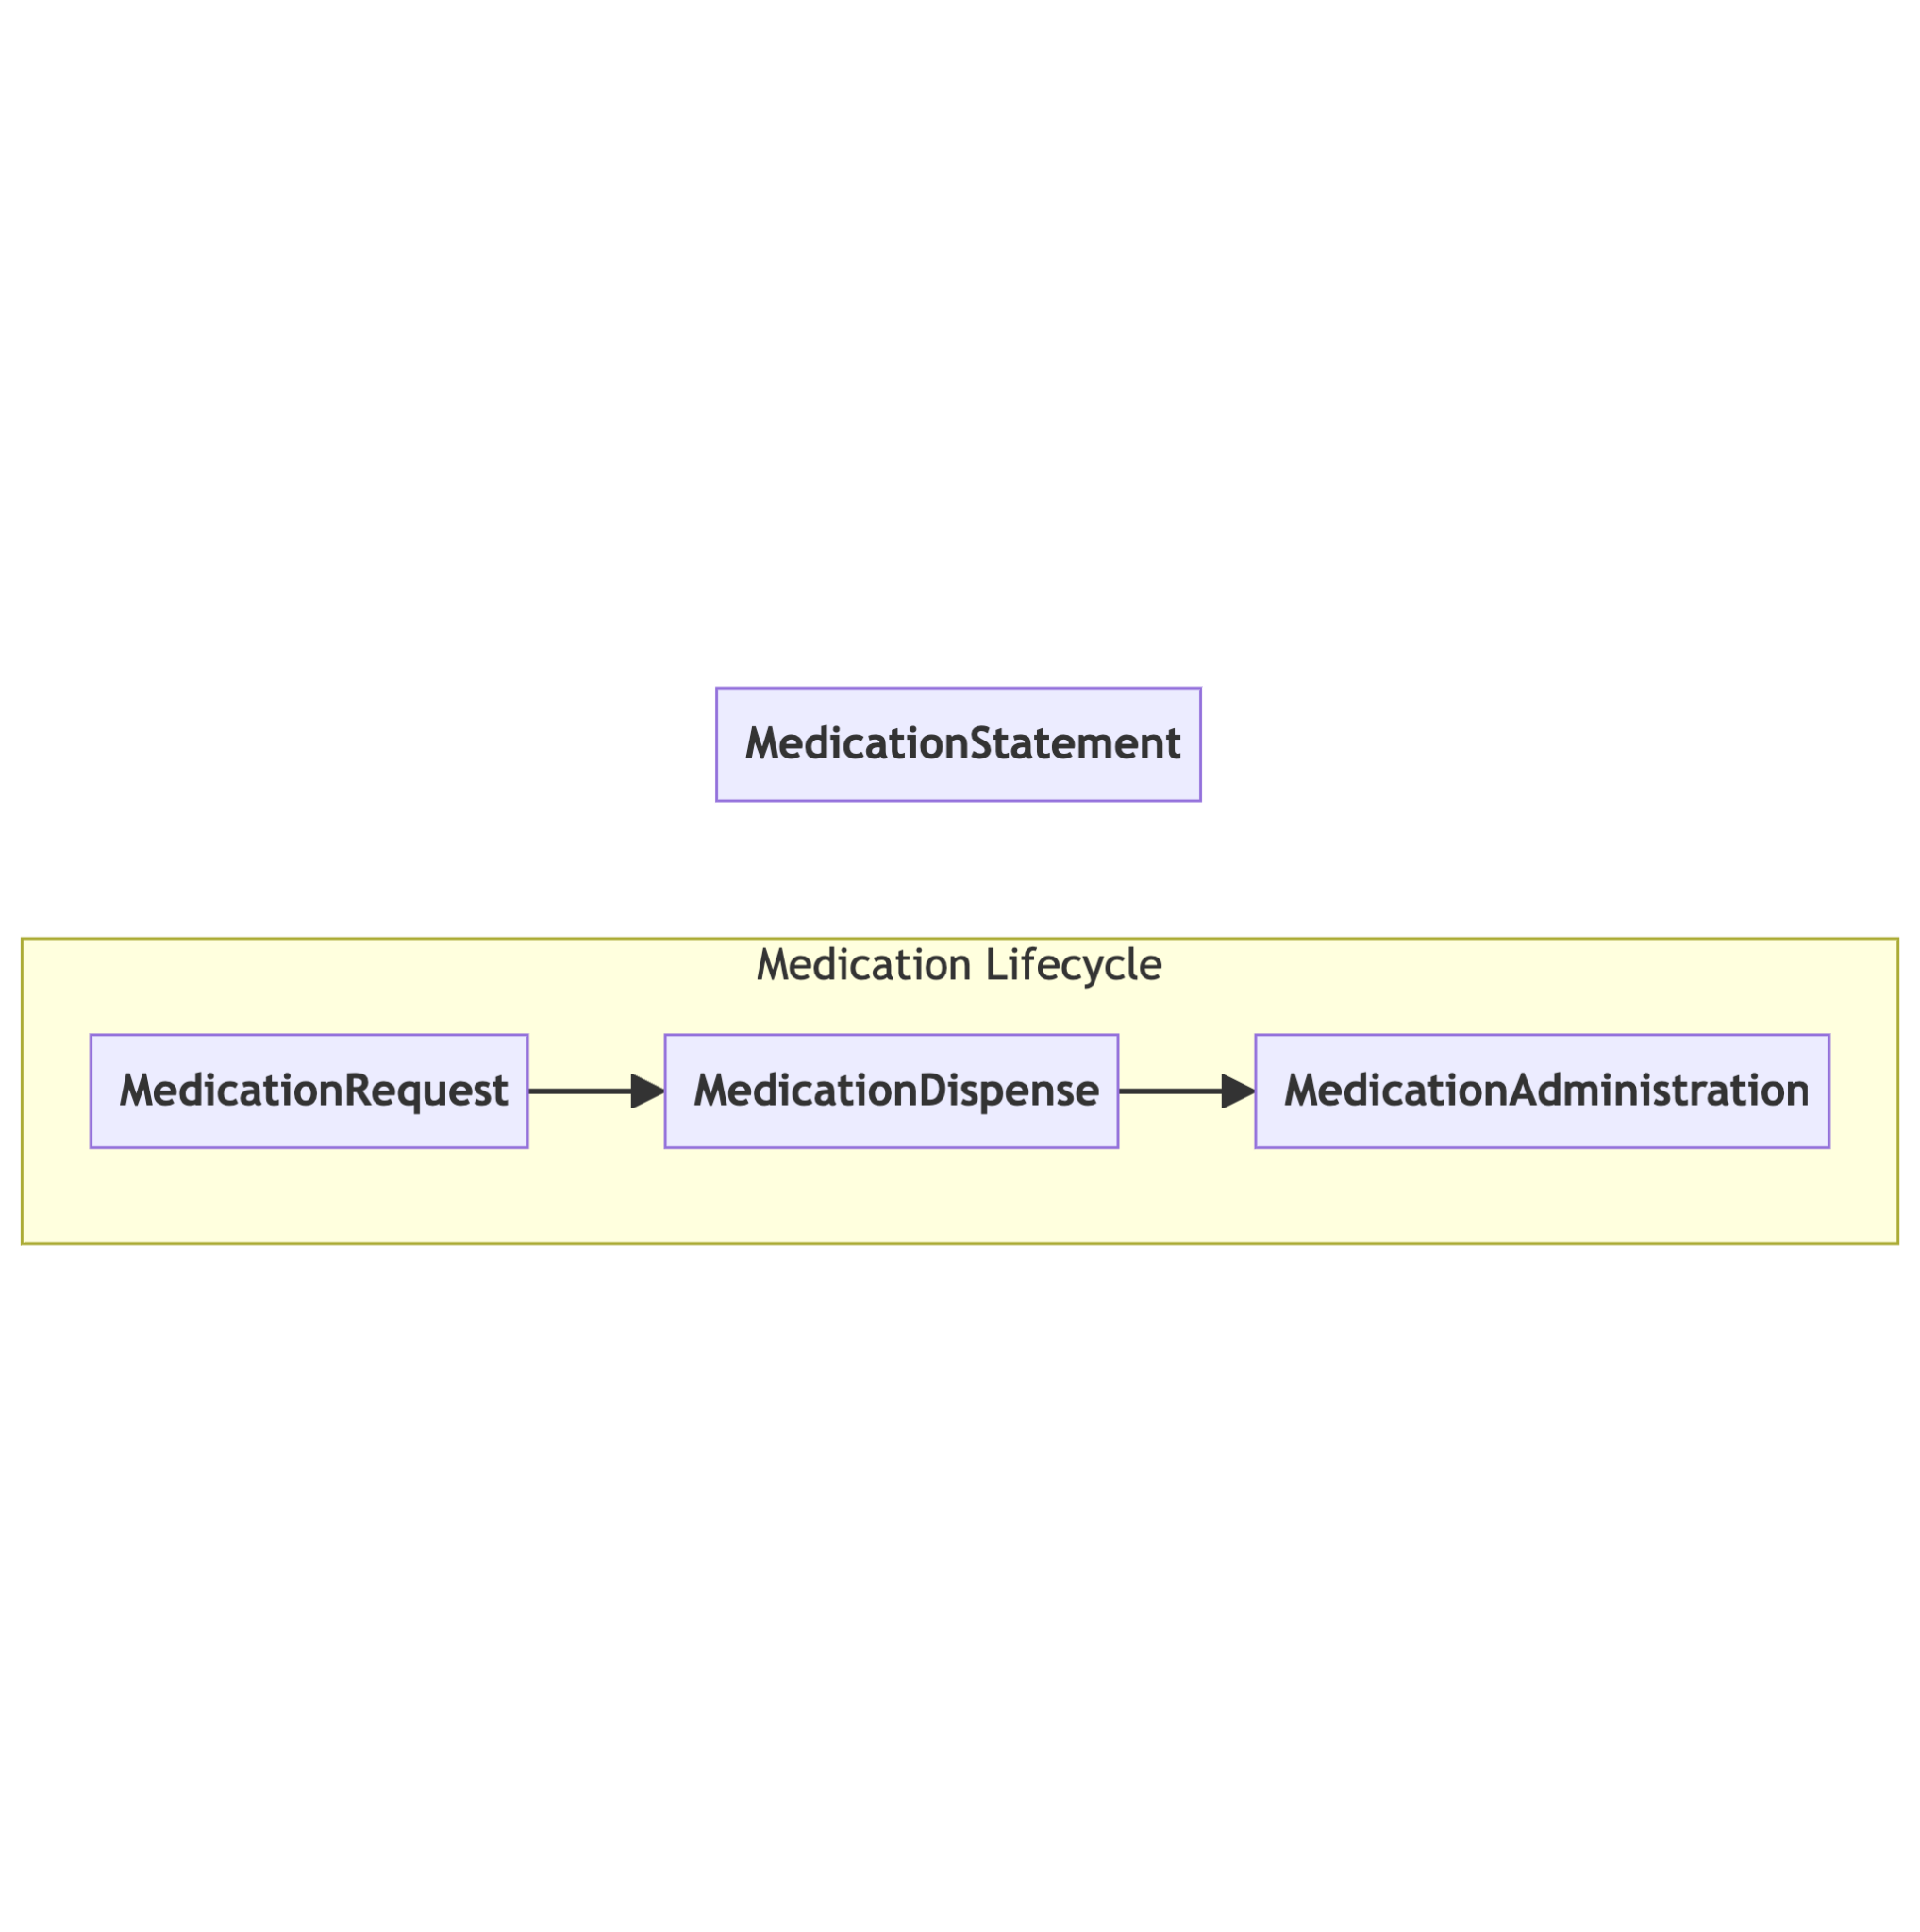 MedicationStatement
Medication Lifecycle
MedicationRequest
MedicationDispense
MedicationAdministration